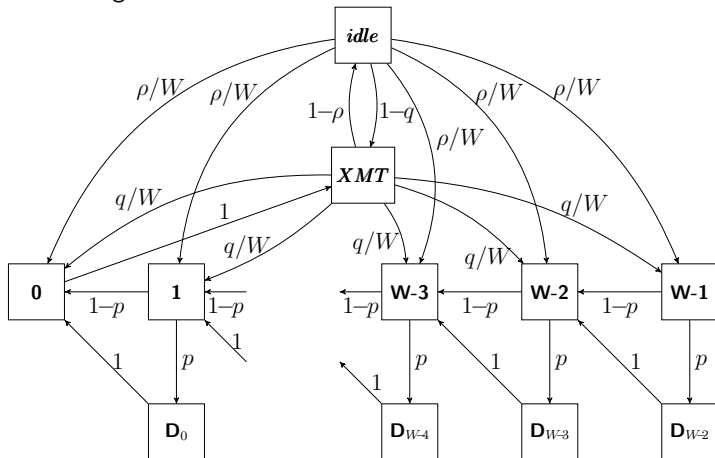 idle
ρ/W ρ/W ρ/W ρ/W
1−ρ 1−q
ρ/W
XMT
q/W 1 q/W
q/W q/W q/W
0 1 W-3 W-2 W-1
1−p 1−p 1−p 1−p 1−p
1 p 1 1 p 1 p 1 p
D0 DW-4 DW-3 DW-2